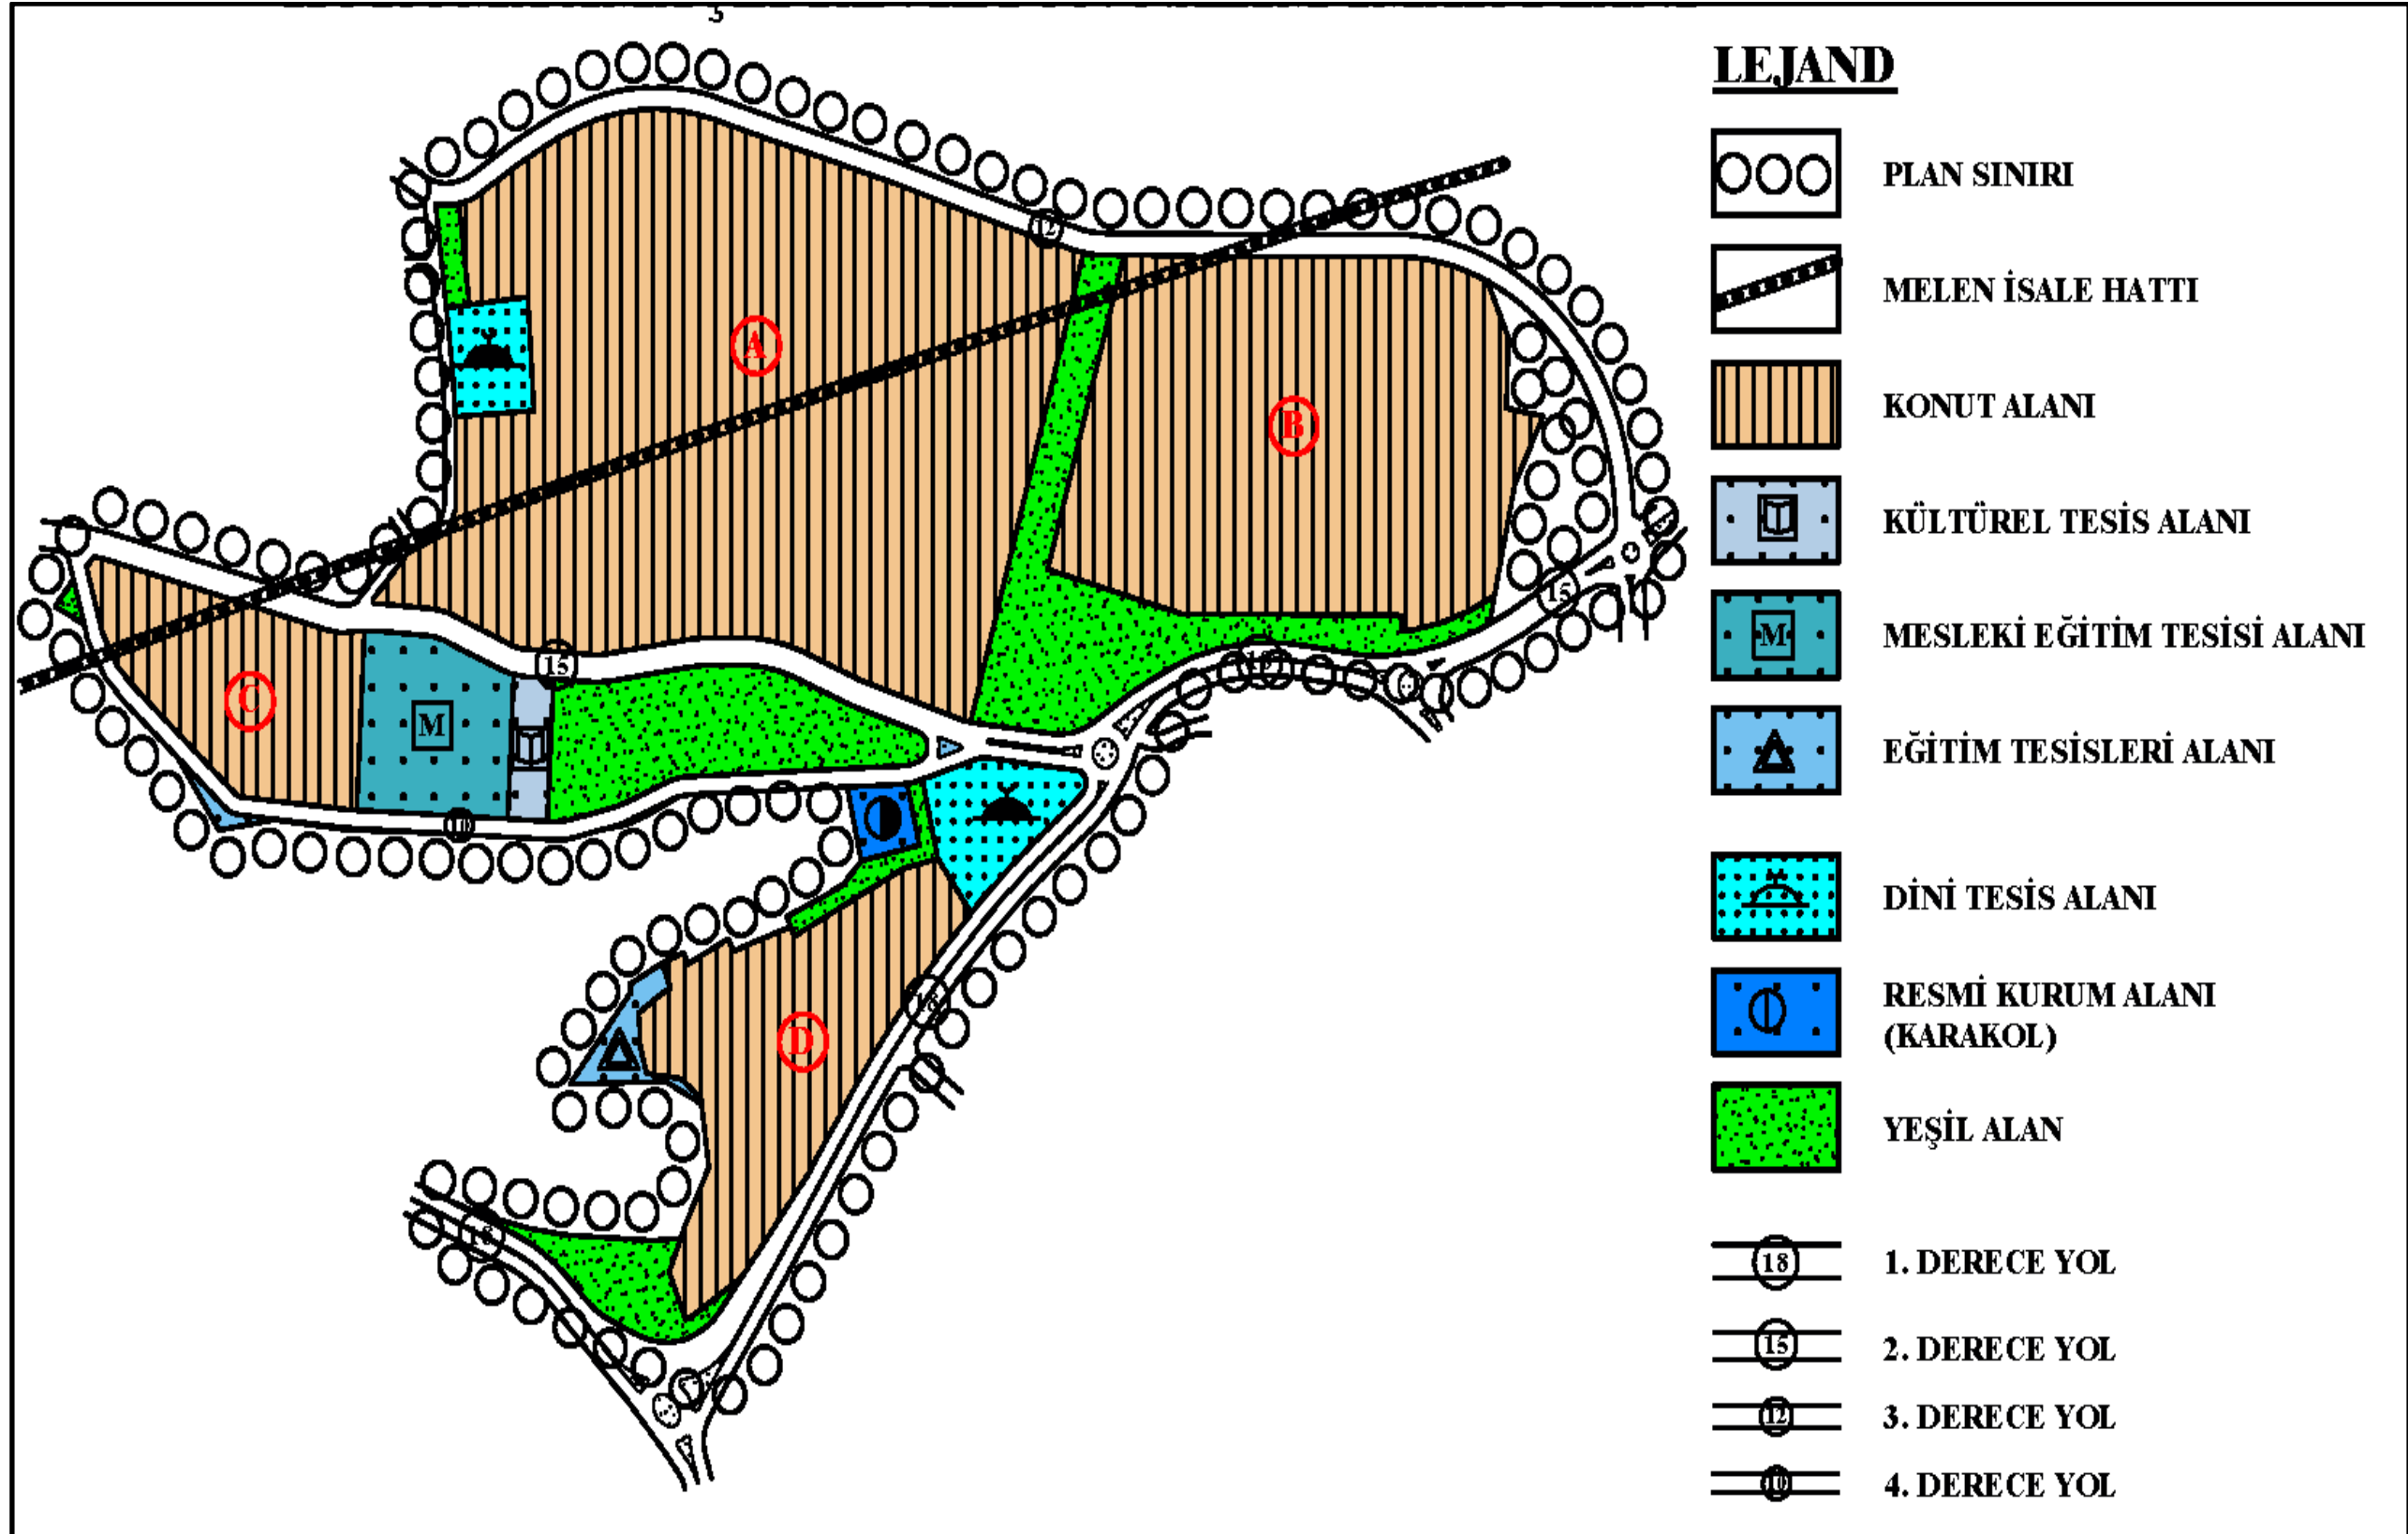 12
A
B
15
15
C
M
10
D
18
18
LEJAND
PLAN SINIRI
MELEN İSALE HATTI
KONUT ALANI
KÜLTÜREL TESİS ALANI
M
MESLEKİ EĞİTİM TESİSİ ALANI
EĞİTİM TESİSLERİ ALANI
DİNİ TESİS ALANI
RESMİ KURUM ALANI
(KARAKOL)
YEŞİL ALAN
18 1. DERECE YOL
15 2. DERECE YOL
12 3. DERECE YOL
10 4. DERECE YOL